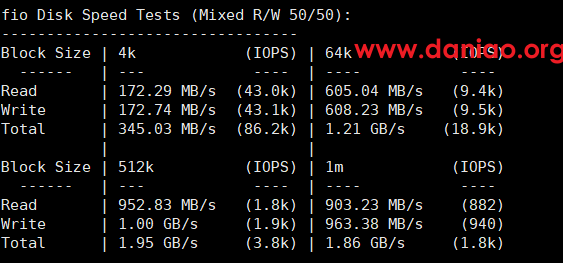 fio Disk Speed Tests (Mixed R/W 50/50):
---------------------------------
Block Size | 4k            (IOPS) | 64k           (IOPS)
  ------   | ---            ----  | ----           ----
Read       | 172.29 MB/s  (43.0k) | 605.04 MB/s   (9.4k)
Write      | 172.74 MB/s  (43.1k) | 608.23 MB/s   (9.5k)
Total      | 345.03 MB/s  (86.2k) | 1.21 GB/s    (18.9k)
           |                      |
Block Size | 512k          (IOPS) | 1m            (IOPS)
  ------   | ---            ----  | ----           ----
Read       | 952.83 MB/s   (1.8k) | 903.23 MB/s    (882)
Write      | 1.00 GB/s     (1.9k) | 963.38 MB/s    (940)
Total      | 1.95 GB/s     (3.8k) | 1.86 GB/s     (1.8k)
www.daniao.org